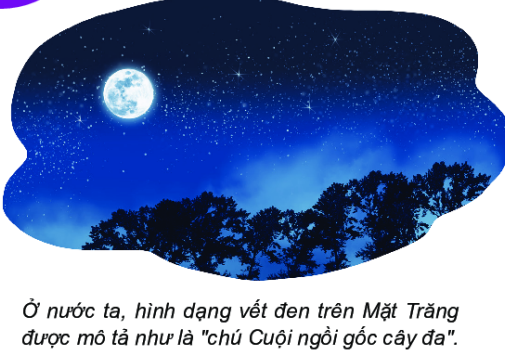 Ở nước ta, hình dạng vết đen trên Mặt Trăng
được mô tả như là "chú Cuội ngồi gốc cây đa".